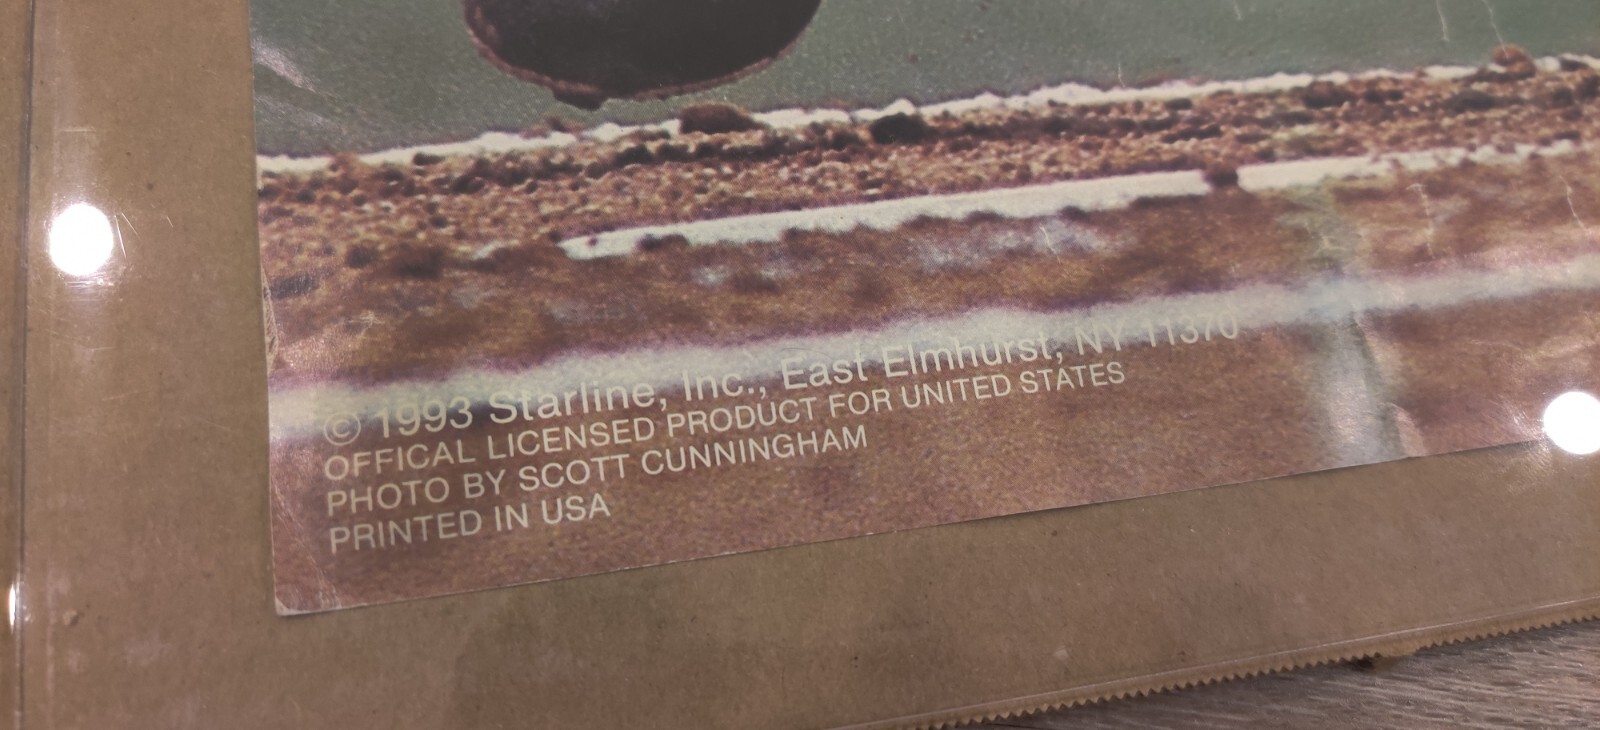 © 1993 Starline, Inc., East Elmhurst, NY 11370
OFFICAL LICENSED PRODUCT FOR UNITED STATES
PHOTO BY SCOTT CUNNINGHAM
PRINTED IN USA